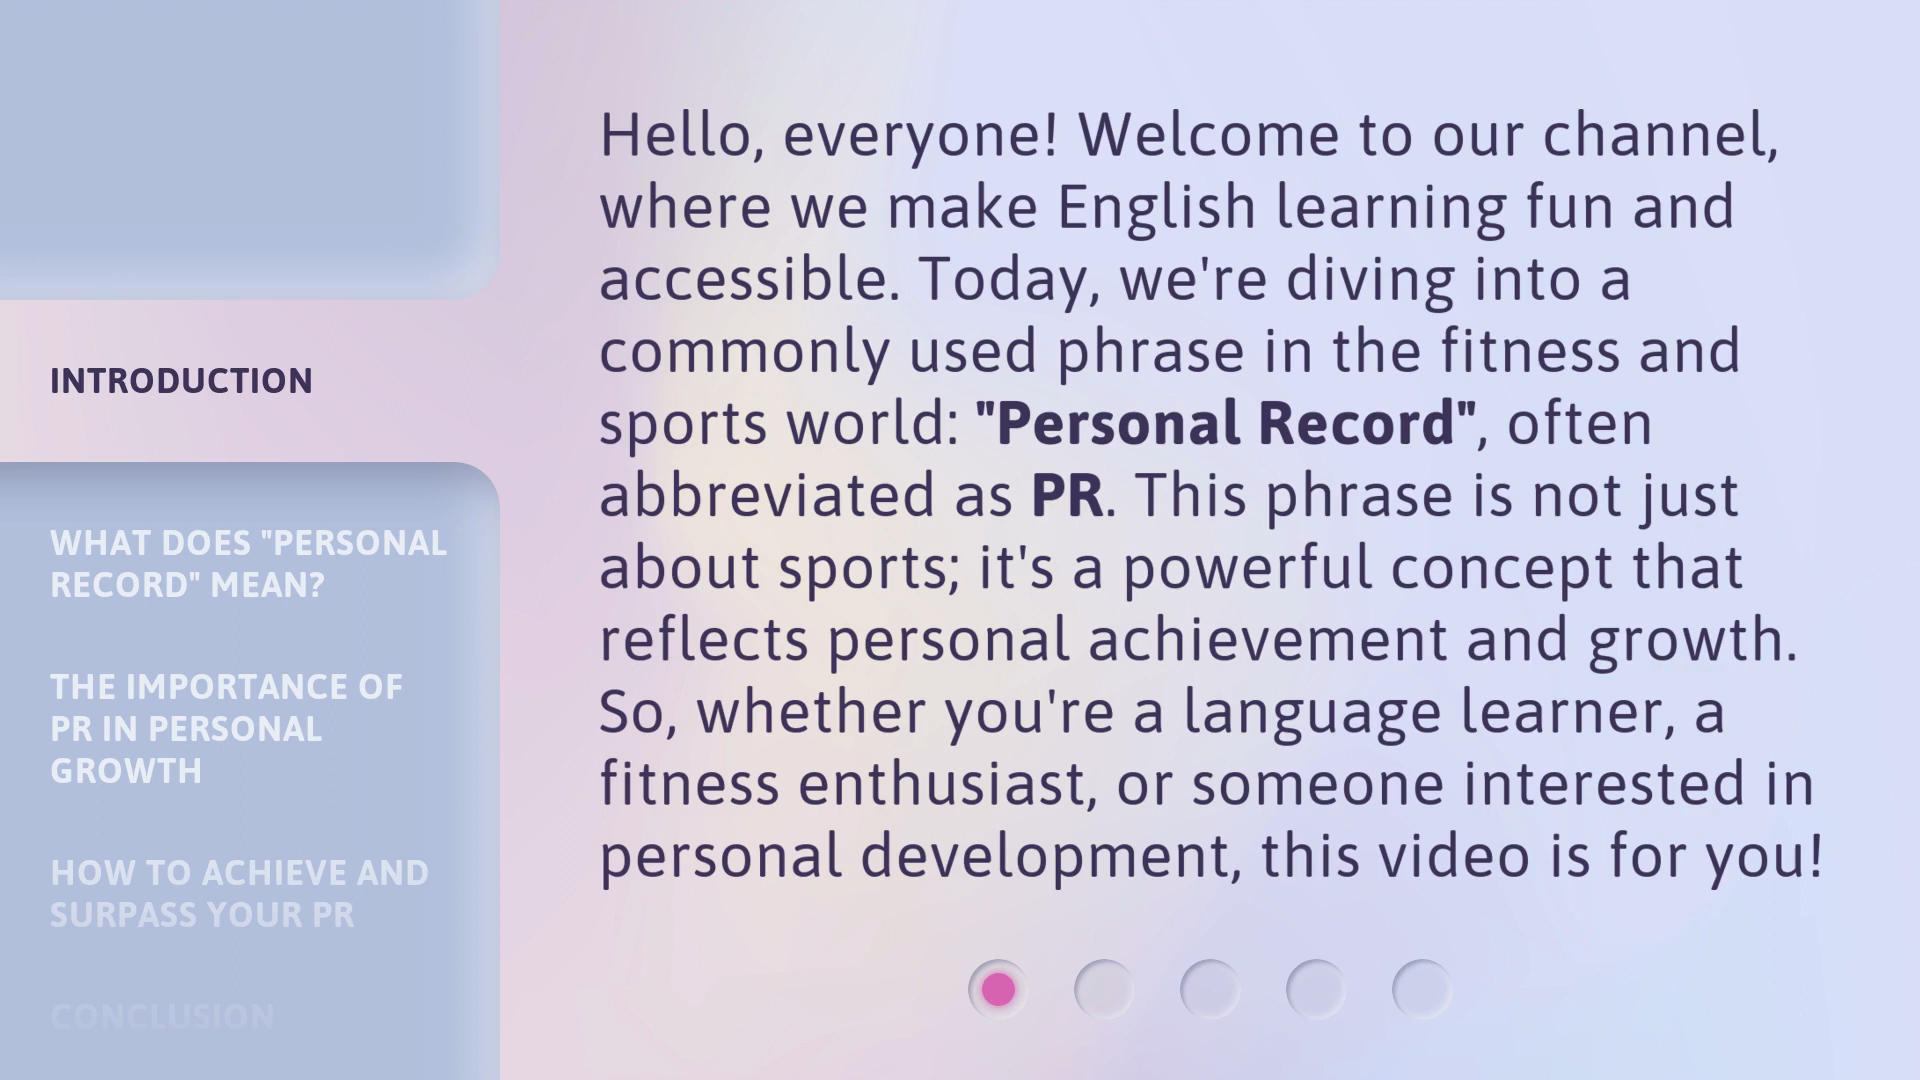 INTRODUCTION
WHAT DOES "PERSONAL
RECORD" MEAN?
THE IMPORTANCE OF
PR IN PERSONAL
GROWTH
HOW TO ACHIEVE AND
SURPASS YOUR PR
CONCLUSION
Hello, everyone! Welcome to our channel,
where we make English learning fun and
accessible. Today, we're diving into a
commonly used phrase in the fitness and
sports world: "Personal Record", often
abbreviated as PR. This phrase is not just
about sports; it's a powerful concept that
reflects personal achievement and growth.
So, whether you're a language learner, a
fitness enthusiast, or someone interested in
personal development, this video is for you!